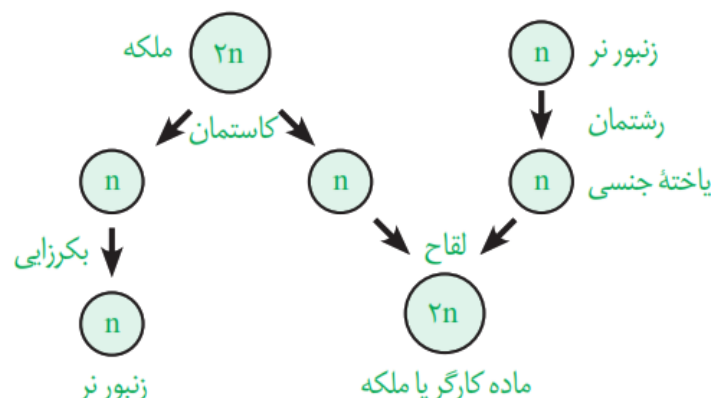 زنبور نر
n
ملکه
۲n
رشتمان
کاستمان
یاختهٔ جنسی
n
n
n
لقاح
بکرزایی
۲n
n
ماده کارگر یا ملکه
زنبور نر